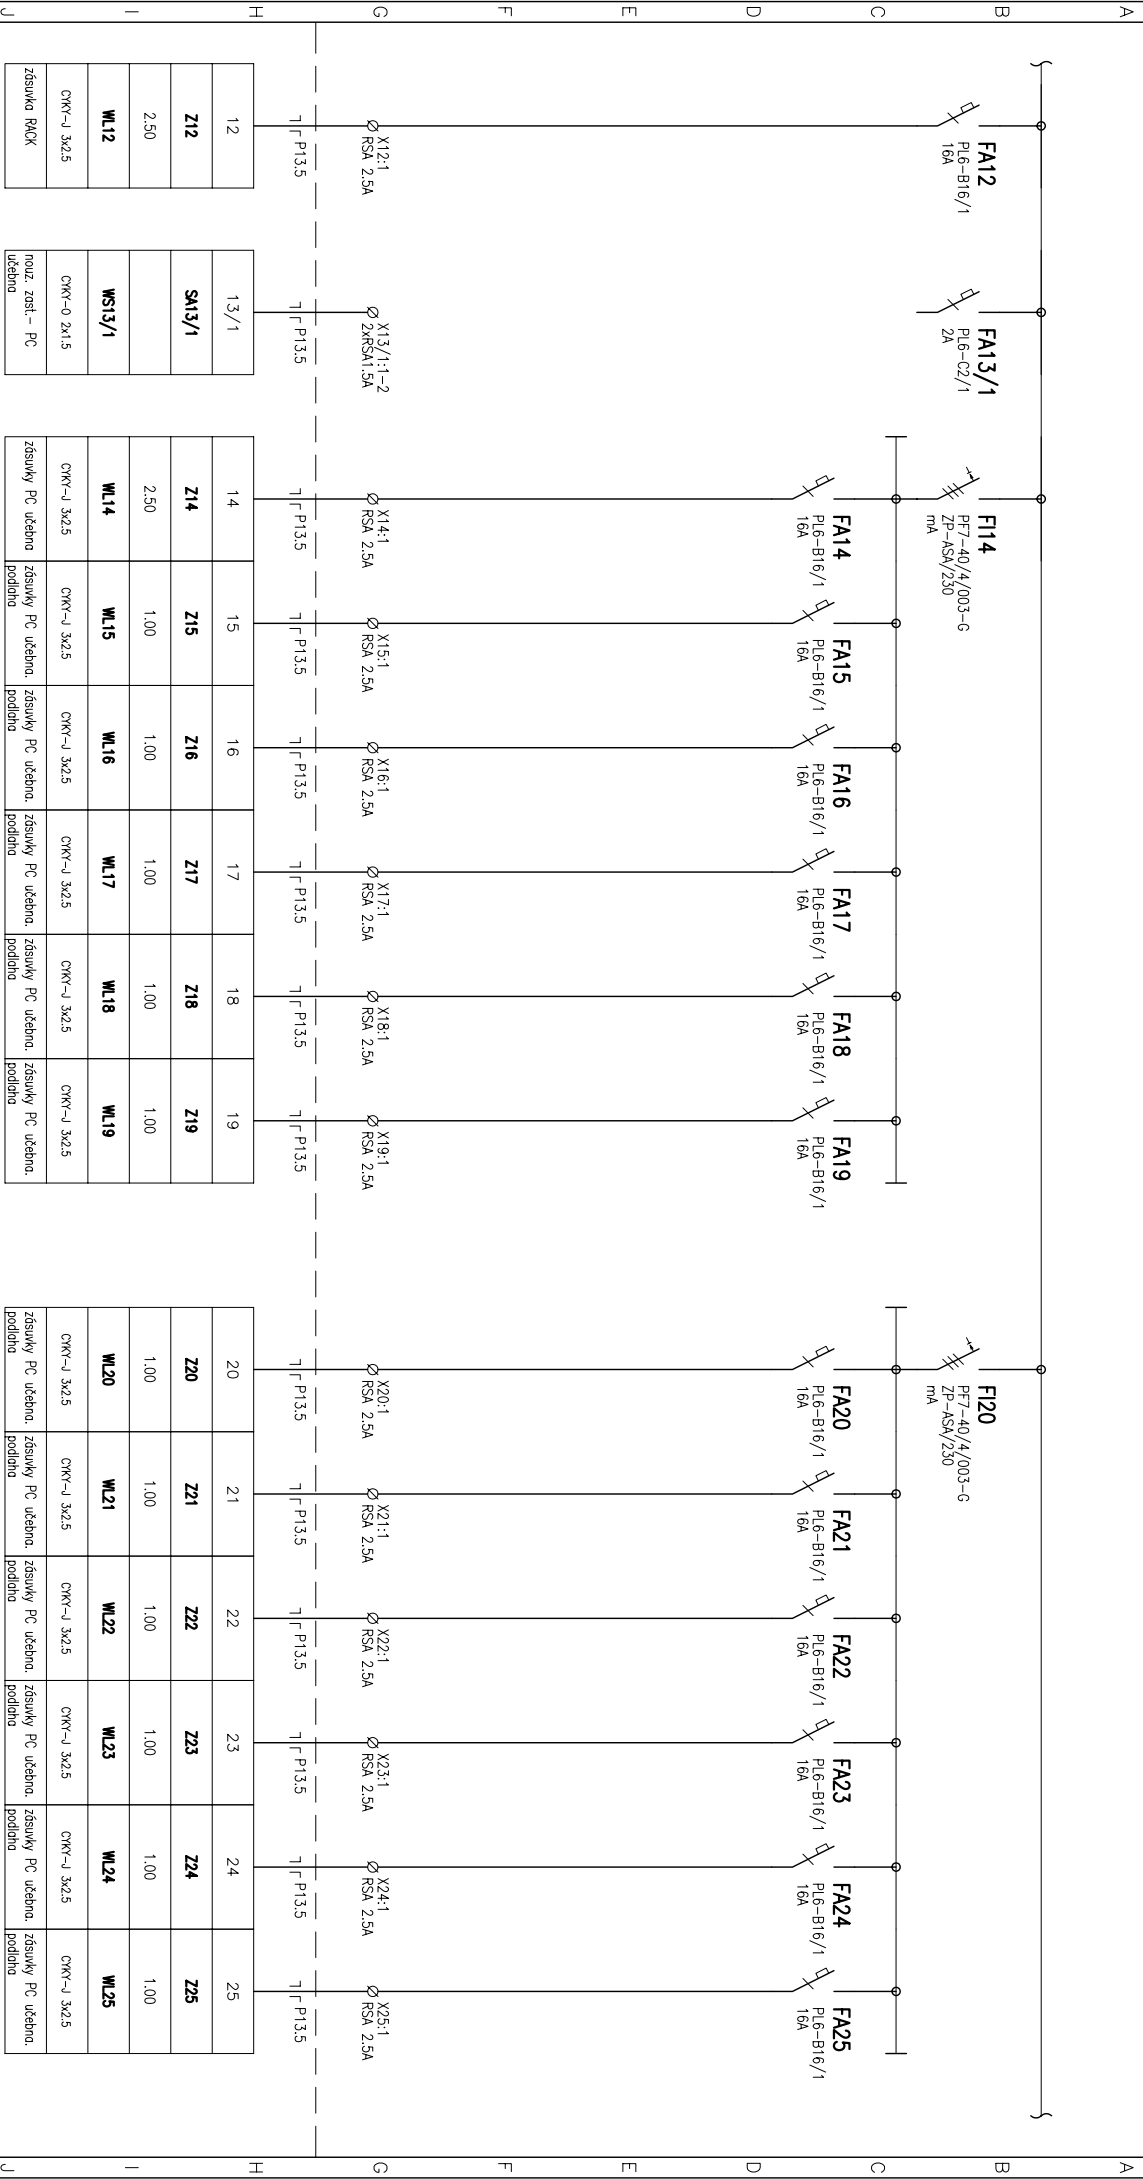 A
B
C
D
E
F
G
H
I
J
FA12
PL6-B16/1
16A
FA13/1
PL6-C2/1
2A
FI14
PF7-40/4/003-G
ZP-ASA/230
mA
FI20
PF7-40/4/003-G
ZP-ASA/230
mA
FA14
PL6-B16/1
16A
FA15
PL6-B16/1
16A
FA16
PL6-B16/1
16A
FA17
PL6-B16/1
16A
FA18
PL6-B16/1
16A
FA19
PL6-B16/1
16A
FA20
PL6-B16/1
16A
FA21
PL6-B16/1
16A
FA22
PL6-B16/1
16A
FA23
PL6-B16/1
16A
FA24
PL6-B16/1
16A
FA25
PL6-B16/1
16A
X12:1
RSA 2.5A
X13/1:1-2
2xRSA1.5A
X14:1
RSA 2.5A
X15:1
RSA 2.5A
X16:1
RSA 2.5A
X17:1
RSA 2.5A
X18:1
RSA 2.5A
X19:1
RSA 2.5A
X20:1
RSA 2.5A
X21:1
RSA 2.5A
X22:1
RSA 2.5A
X23:1
RSA 2.5A
X24:1
RSA 2.5A
X25:1
RSA 2.5A
P13.5 P13.5 P13.5 P13.5 P13.5 P13.5 P13.5 P13.5 P13.5 P13.5 P13.5 P13.5 P13.5 P13.5
12 13/1 14 15 16 17 18 19 20 21 22 23 24 25
Z12 SA13/1 Z14 Z15 Z16 Z17 Z18 Z19 Z20 Z21 Z22 Z23 Z24 Z25
2.50 2.50 1.00 1.00 1.00 1.00 1.00 1.00 1.00 1.00 1.00 1.00 1.00
WL12 WS13/1 WL14 WL15 WL16 WL17 WL18 WL19 WL20 WL21 WL22 WL23 WL24 WL25
CYKY-J 3x2.5 CYKY-O 2x1.5 CYKY-J 3x2.5 CYKY-J 3x2.5 CYKY-J 3x2.5 CYKY-J 3x2.5 CYKY-J 3x2.5 CYKY-J 3x2.5 CYKY-J 3x2.5 CYKY-J 3x2.5 CYKY-J 3x2.5 CYKY-J 3x2.5 CYKY-J 3x2.5 CYKY-J 3x2.5
zásuvka RACK
nouz. zast.- PC
učebna
zásuvky PC učebna
zásuvky PC učebna.
podlaha
zásuvky PC učebna.
podlaha
zásuvky PC učebna.
podlaha
zásuvky PC učebna.
podlaha
zásuvky PC učebna.
podlaha
zásuvky PC učebna.
podlaha
zásuvky PC učebna.
podlaha
zásuvky PC učebna.
podlaha
zásuvky PC učebna.
podlaha
zásuvky PC učebna.
podlaha
zásuvky PC učebna.
podlaha
A
B
C
D
E
F
G
H
I
J